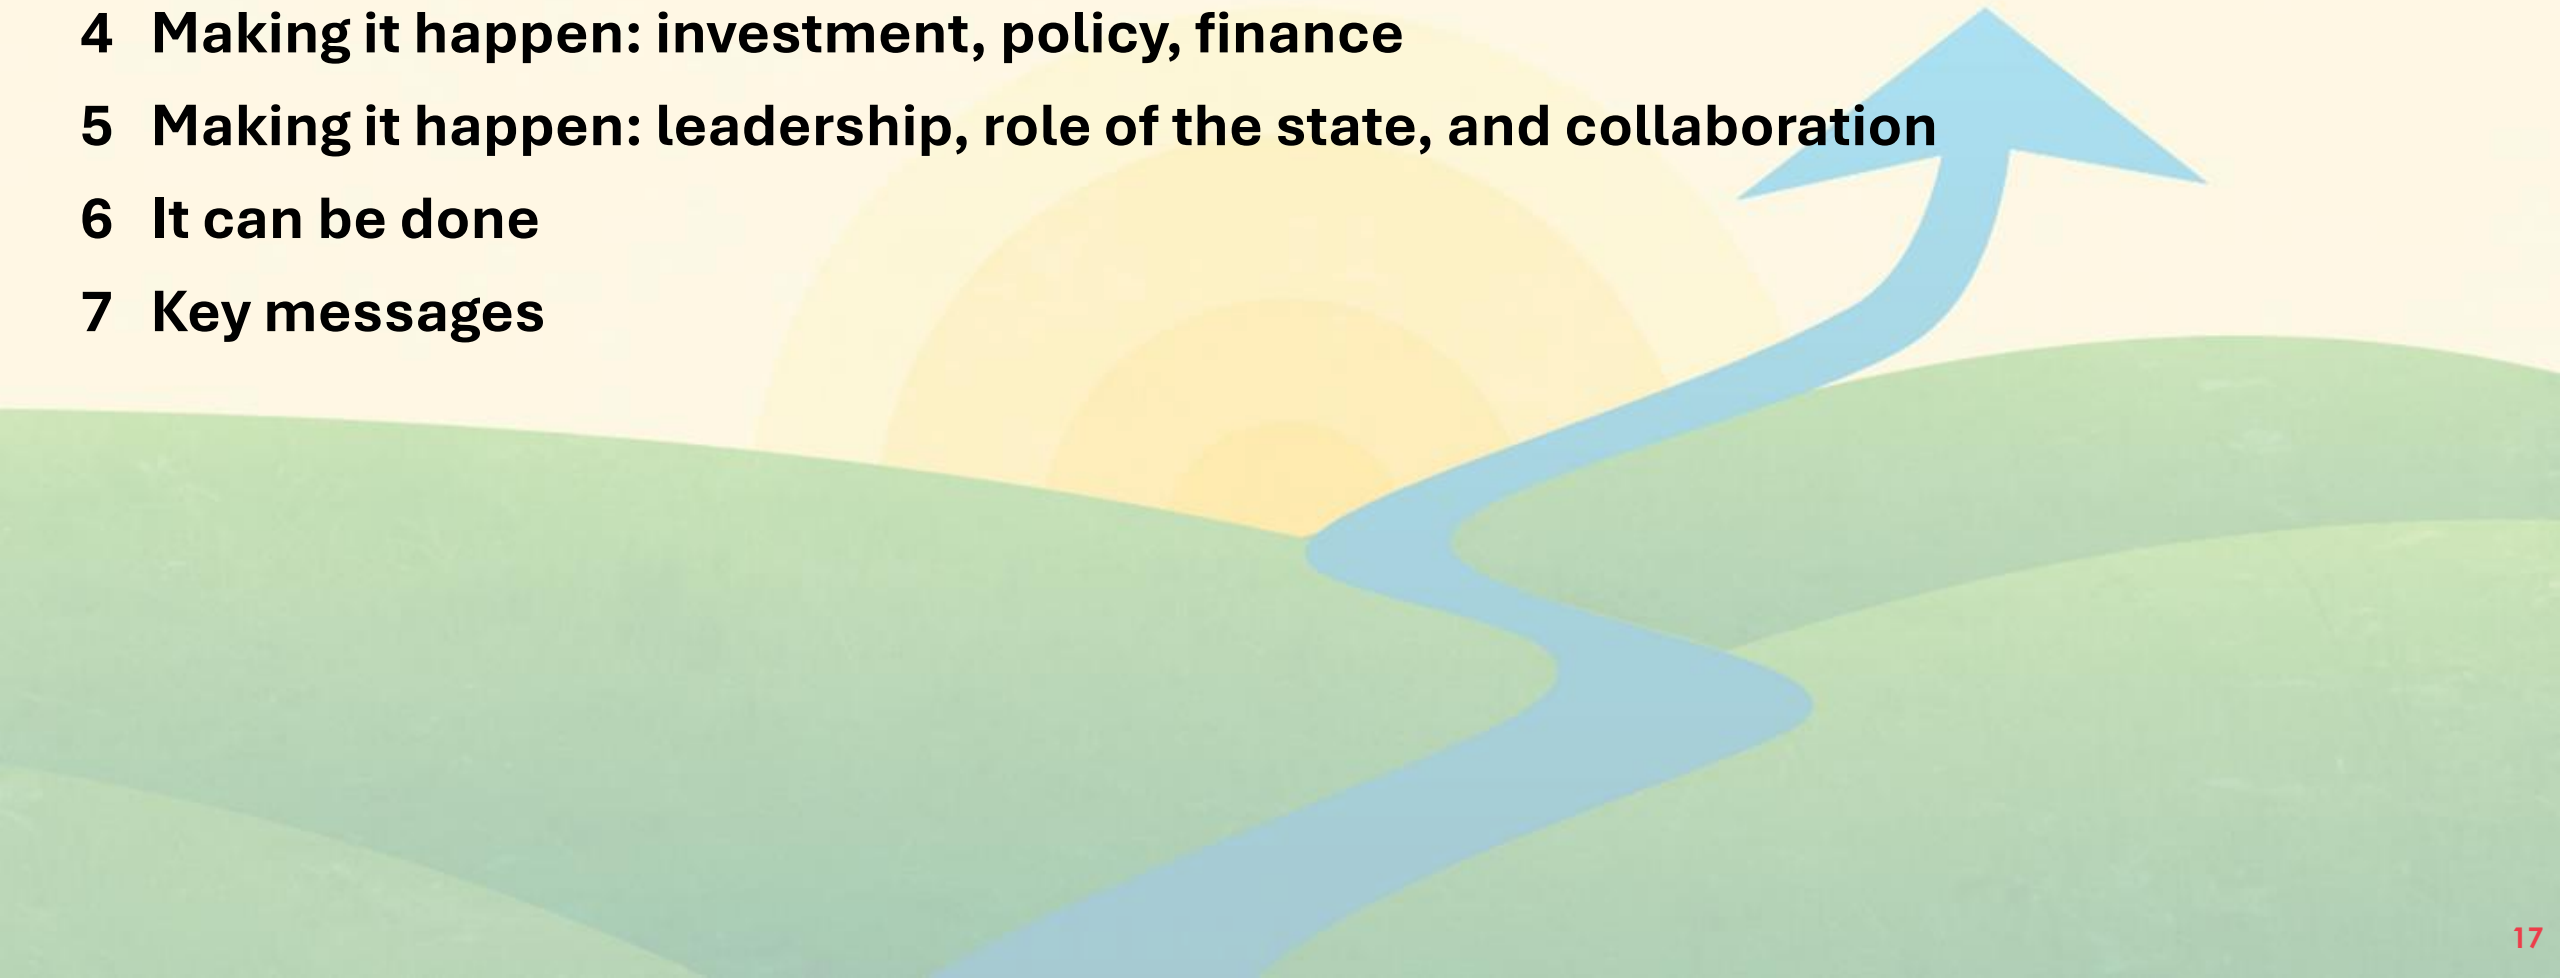 4 Making it happen: investment, policy, finance
5 Making it happen: leadership, role of the state, and collaboration
6 It can be done
7 Key messages
17